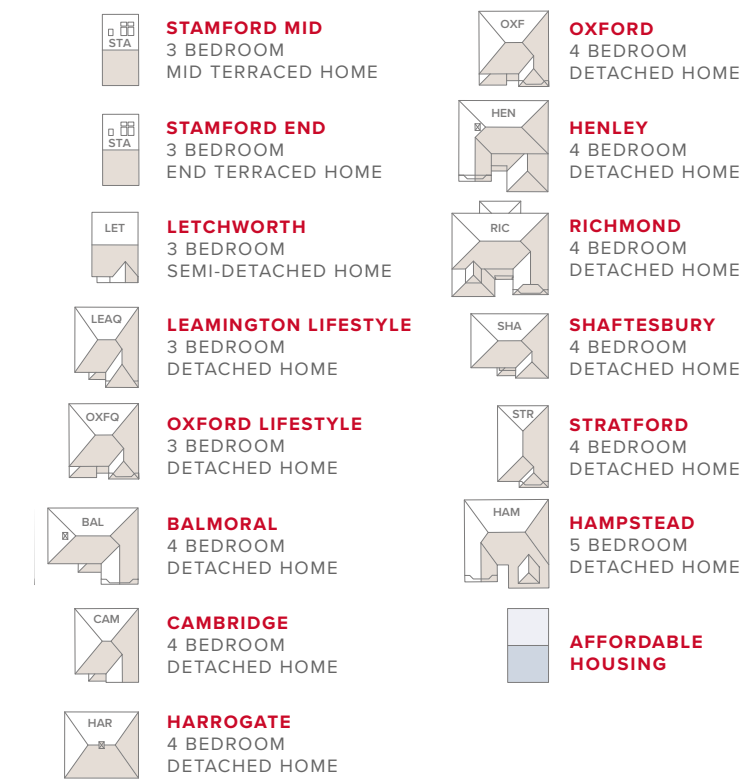 STA
STAMFORD MID
3 BEDROOM
MID TERRACED HOME
STA
STAMFORD END
3 BEDROOM
END TERRACED HOME
LET
LETCHWORTH
3 BEDROOM
SEMI-DETACHED HOME
LEAQ
LEAMINGTON LIFESTYLE
3 BEDROOM
DETACHED HOME
OXFQ
OXFORD LIFESTYLE
3 BEDROOM
DETACHED HOME
BAL
BALMORAL
4 BEDROOM
DETACHED HOME
CAM
CAMBRIDGE
4 BEDROOM
DETACHED HOME
HAR
HARROGATE
4 BEDROOM
DETACHED HOME
OXF
OXFORD
4 BEDROOM
DETACHED HOME
HEN
HENLEY
4 BEDROOM
DETACHED HOME
RIC
RICHMOND
4 BEDROOM
DETACHED HOME
SHA
SHAFTESBURY
4 BEDROOM
DETACHED HOME
STR
STRATFORD
4 BEDROOM
DETACHED HOME
HAM
HAMPSTEAD
5 BEDROOM
DETACHED HOME
AFFORDABLE
HOUSING